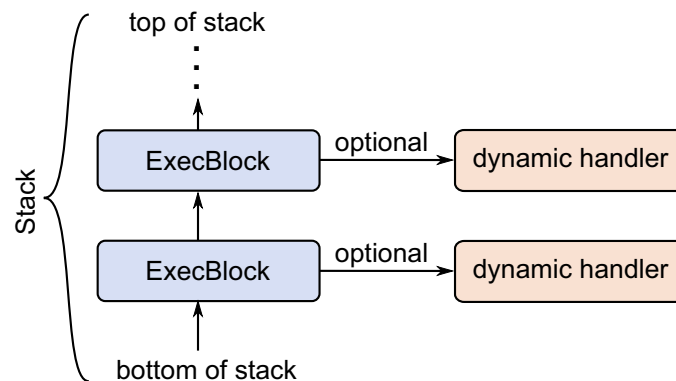 top of stack
ExecBlock
optional
dynamic handler
Stack
ExecBlock
optional
dynamic handler
bottom of stack